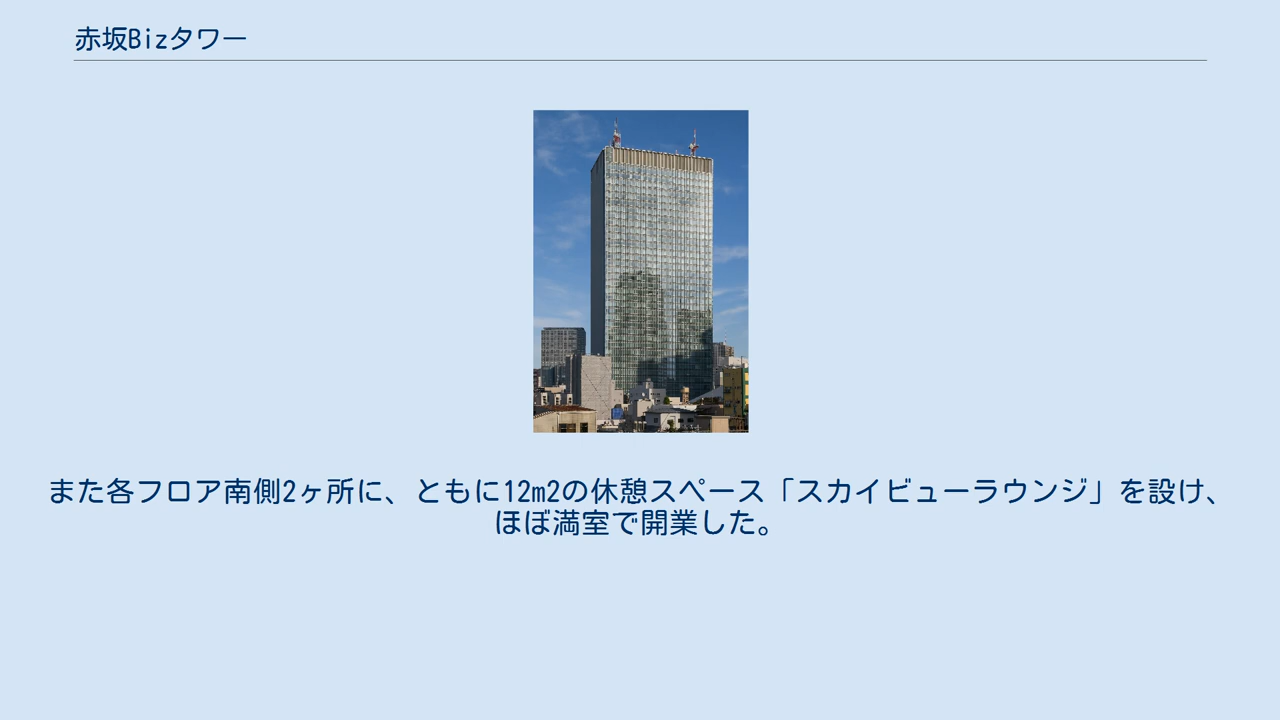 赤坂Bizタワー
また各フロア南側2ヶ所に、ともに12m2の休憩スペース「スカイビューラウンジ」を設け、
ほぼ満室で開業した。